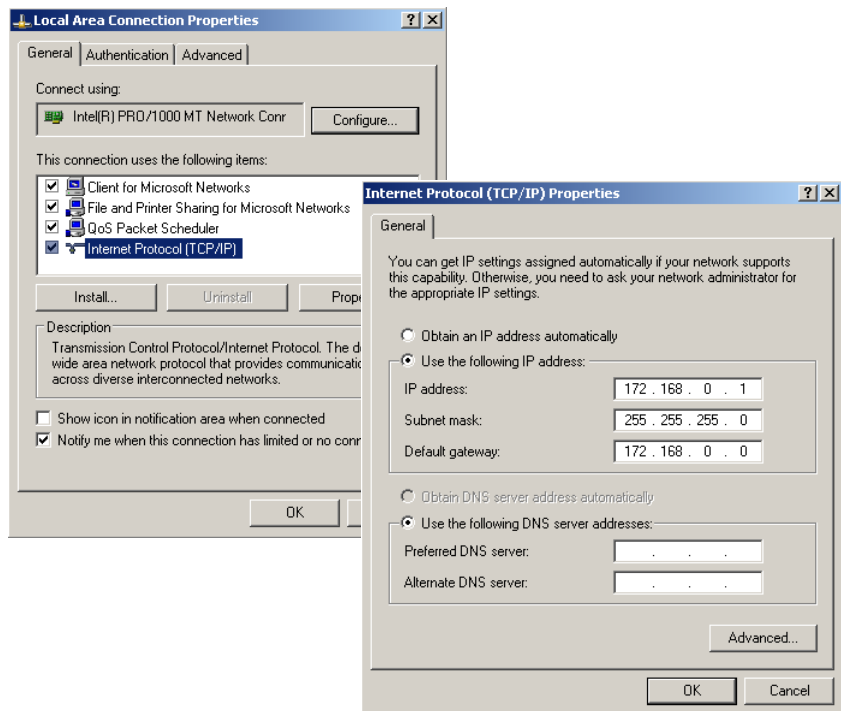 Local Area Connection Properties
General
Authentication
Advanced
Connect using:
Intel(R) PRO/1000 MT Network Conr
Configure...
This connection uses the following items:
Client for Microsoft Networks
File and Printer Sharing for Microsoft Networks
QoS Packet Scheduler
Internet Protocol (TCP/IP)
Install...
Uninstall
Prope
Description
Transmission Control Protocol/Internet Protocol. The d
wide area network protocol that provides communicatio
across diverse interconnected networks.
Show icon in notification area when connected
Notify me when this connection has limited or no conn
OK
Internet Protocol (TCP/IP) Properties
General
You can get IP settings assigned automatically if your network supports
this capability. Otherwise, you need to ask your network administrator for
the appropriate IP settings.
Obtain an IP address automatically
Use the following IP address:
IP address: 172 . 168 . 0 . 1
Subnet mask: 255 . 255 . 255 . 0
Default gateway: 172 . 168 . 0 . 0
Obtain DNS server address automatically
Use the following DNS server addresses:
Preferred DNS server: . . .
Alternate DNS server: . . .
Advanced...
OK
Cancel